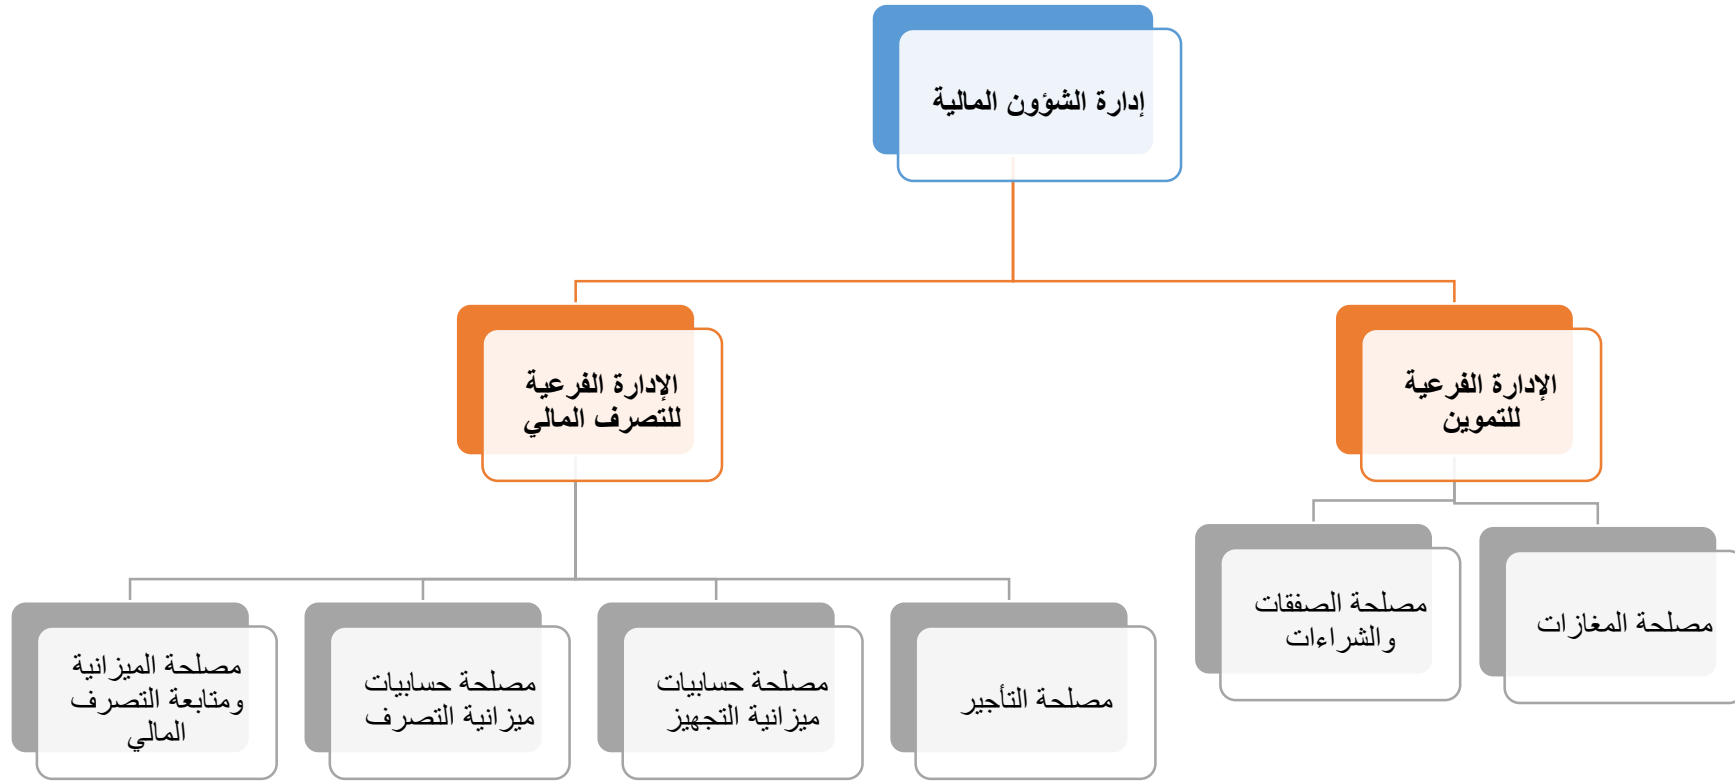 إدارة الشؤون المالية
الإدارة الفرعية
للتموين
الإدارة الفرعية
للتصرف المالي
مصلحة المغازات
مصلحة الصفقات
والشراءات
مصلحة التأجير
مصلحة حسابيات
ميزانية التجهيز
مصلحة حسابيات
ميزانية التصرف
مصلحة الميزانية
ومتابعة التصرف
المالي